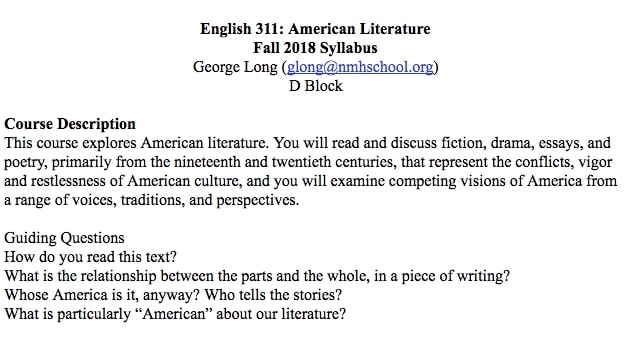 English 311: American Literature
Fall 2018 Syllabus
George Long (glong@nmhschool.org)
D Block
Course Description
This course explores American literature. You will read and discuss fiction, drama, essays, and
poetry, primarily from the nineteenth and twentieth centuries, that represent the conflicts, vigor
and restlessness of American culture, and you will examine competing visions of America from
a range of voices, traditions, and perspectives.
Guiding Questions
How do you read this text?
What is the relationship between the parts and the whole, in a piece of writing?
Whose America is it, anyway? Who tells the stories?
What is particularly “American” about our literature?